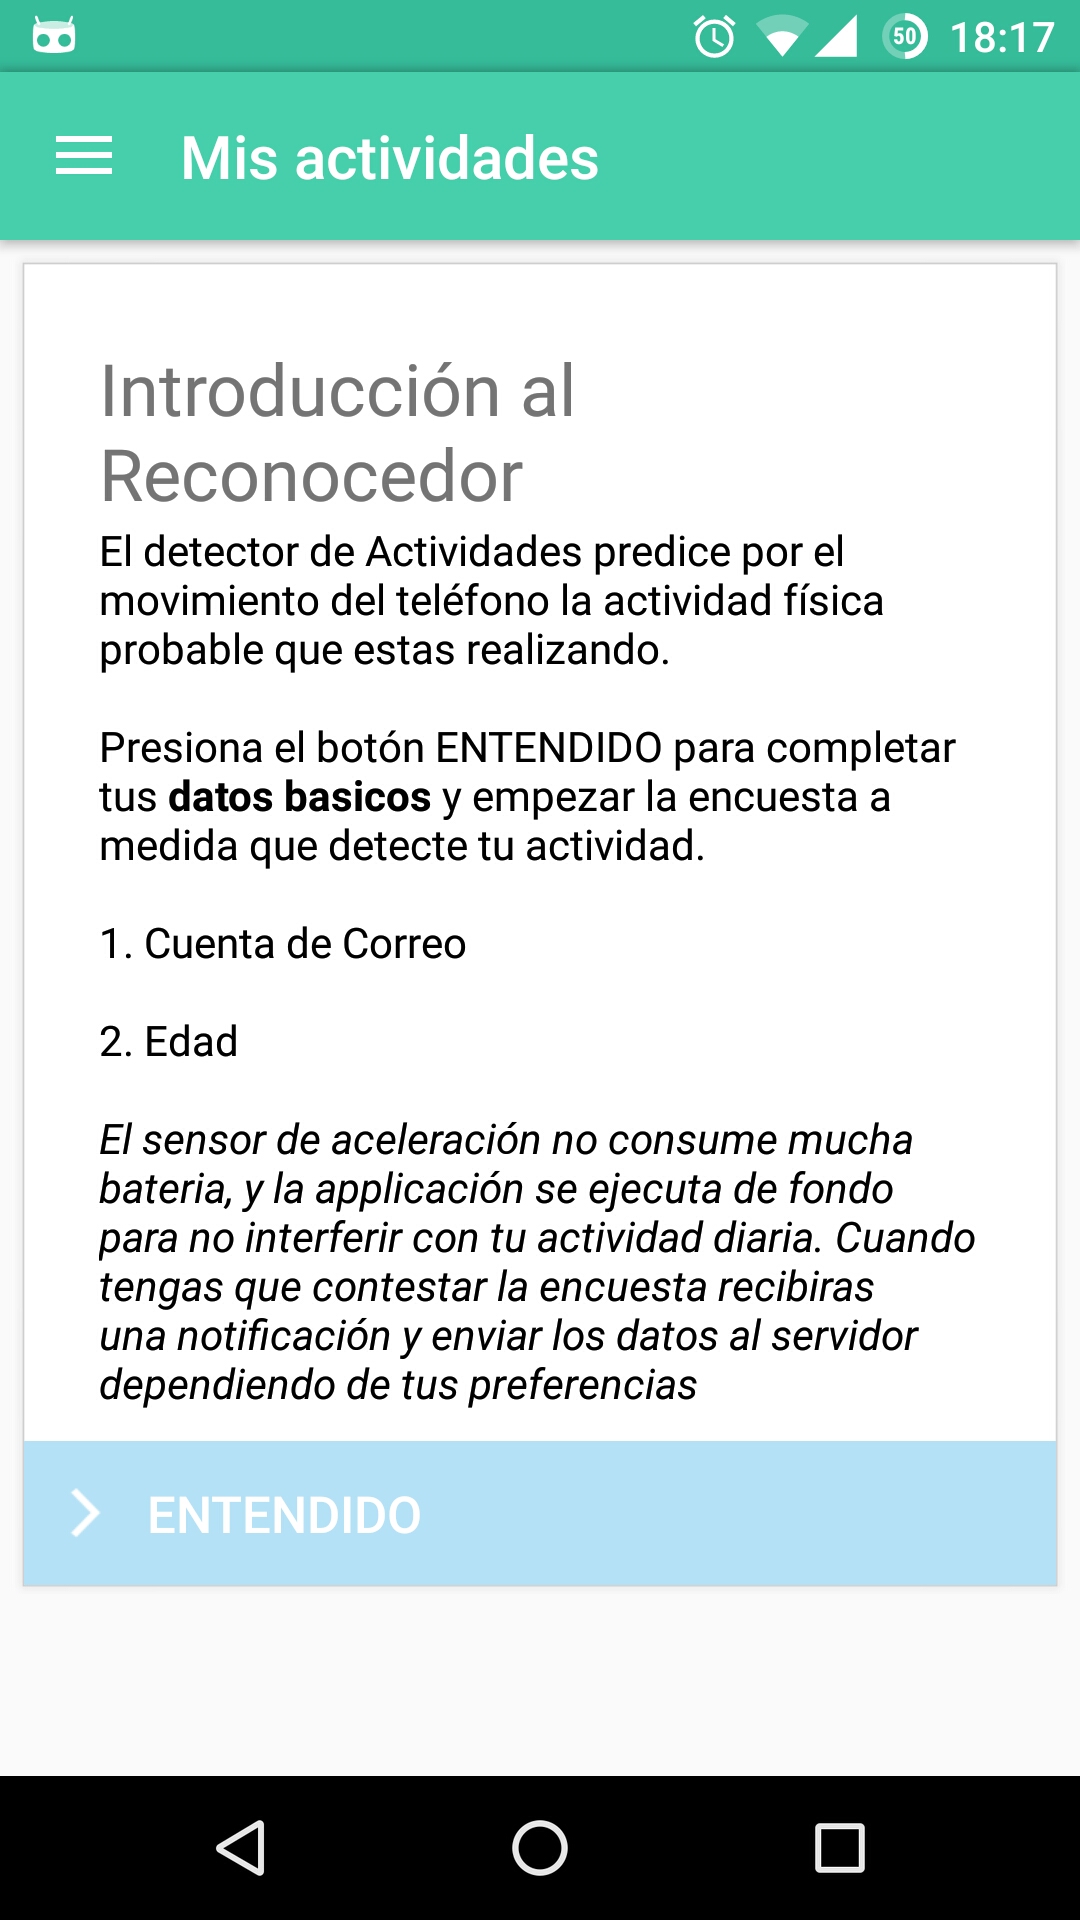 50 18:17
Mis actividades
Introducción al
Reconocedor
El detector de Actividades predice por el
movimiento del teléfono la actividad física
probable que estas realizando.
Presiona el botón ENTENDIDO para completar
tus datos basicos y empezar la encuesta a
medida que detecte tu actividad.
1. Cuenta de Correo
2. Edad
El sensor de aceleración no consume mucha
bateria, y la applicación se ejecuta de fondo
para no interferir con tu actividad diaria. Cuando
tengas que contestar la encuesta recibiras
una notificación y enviar los datos al servidor
dependiendo de tus preferencias
ENTENDIDO